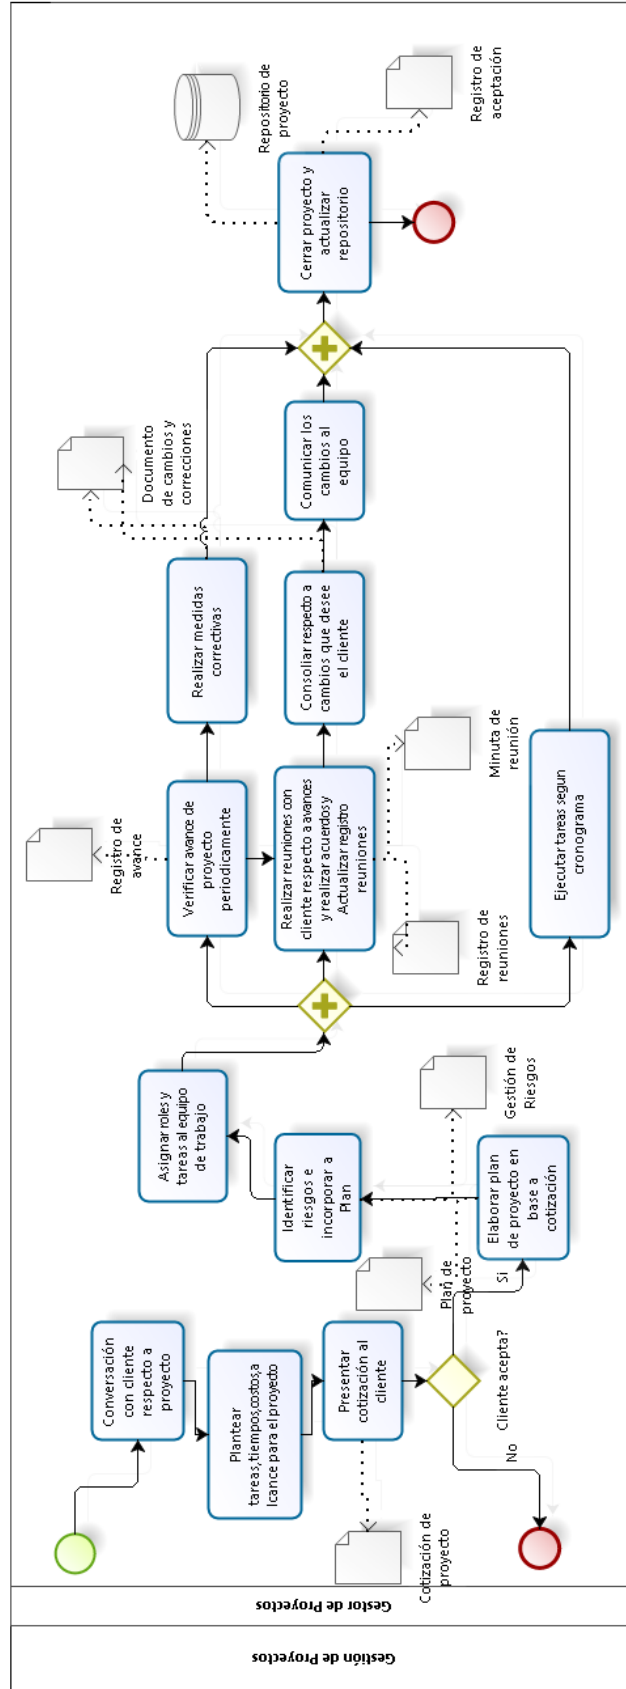 Gestión de Proyectos
Gestor de Proyectos
Conversación
con cliente
respecto a
proyecto
Plantear
tareas,tiempos,costos,a
lcance para el proyecto
Presentar
cotización al
cliente
Cotización de
proyecto
Cliente acepta?
No
Si
Elaborar plan
de proyecto en
base a
cotización
Plan de
proyecto
Gestión de
Riesgos
Identificar
riesgos e
incorporar a
Plan
Asignar roles y
tareas al equipo
de trabajo
Verificar avance de
proyecto
periodicamente
Registro de
avance
Realizar reuniones con
cliente respecto a avances
y realizar acuerdos y
Actualizar registro
reuniones
Registro de
reuniones
Minuta de
reunión
Ejecutar tareas segun
cronograma
Realizar medidas
correctivas
Consoliar respecto a
cambios que desee
el cliente
Documento
de cambios y
correcciones
Comunicar los
cambios al
equipo
Cerrar proyecto y
actualizar
repositorio
Repositorio de
proyecto
Registro de
aceptación